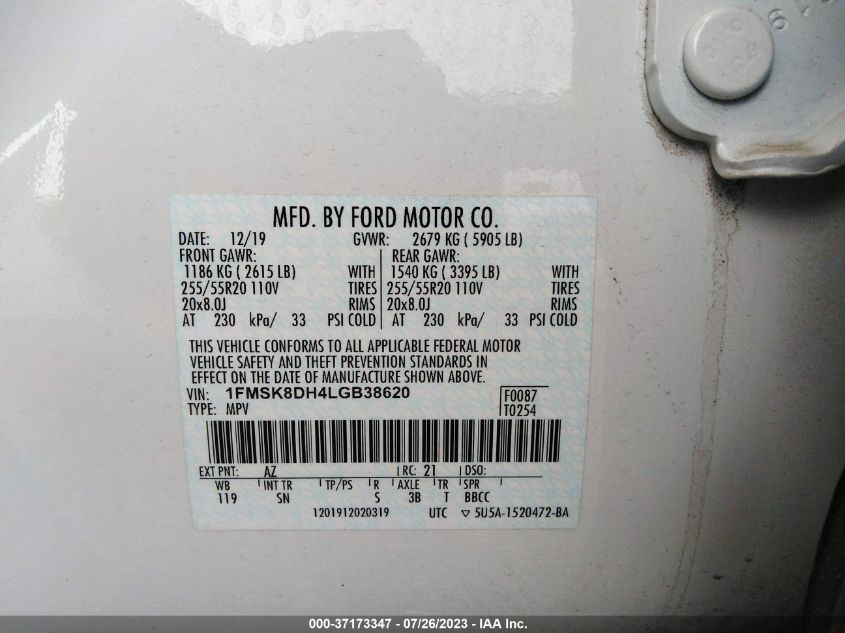 MFD. BY FORD MOTOR CO.
DATE: 12/19 GVWR: 2679 KG ( 5905 LB)
FRONT GAWR: REAR GAWR:
1186 KG ( 2615 LB) WITH 1540 KG ( 3395 LB) WITH
255/55R20 110V TIRES 255/55R20 110V TIRES
20x8.0J RIMS 20x8.0J RIMS
AT 230 kPa/ 33 PSI COLD AT 230 kPa/ 33 PSI COLD
THIS VEHICLE CONFORMS TO ALL APPLICABLE FEDERAL MOTOR
VEHICLE SAFETY AND THEFT PREVENTION STANDARDS IN
EFFECT ON THE DATE OF MANUFACTURE SHOWN ABOVE.
VIN: 1FMSK8DH4LGB38620 F0087
TYPE: MPV T0254
EXT PNT: AZ RC: 21 DSO:
WB INT TR TP/PS R AXLE TR SPR
119 SN S 3B T BBCC
1201912020319 UTC ▽ 5U5A-1520472-BA
000-37173347 / 07/26/2023 - IAA Inc.